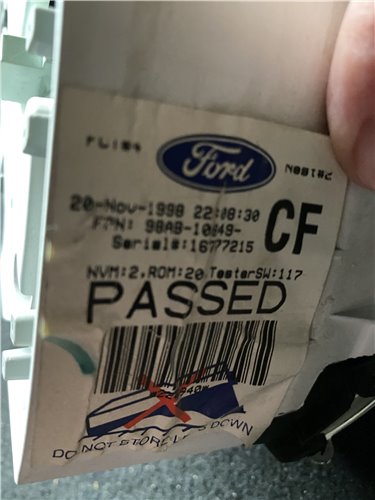 Ford
20-Nov-1998 22:08:30
FPN: 98AB-10849-
CF
Serial#:16777215
NVM:2,ROM:20 TesterSW:117
PASSED
DO NOT STORE DOWN